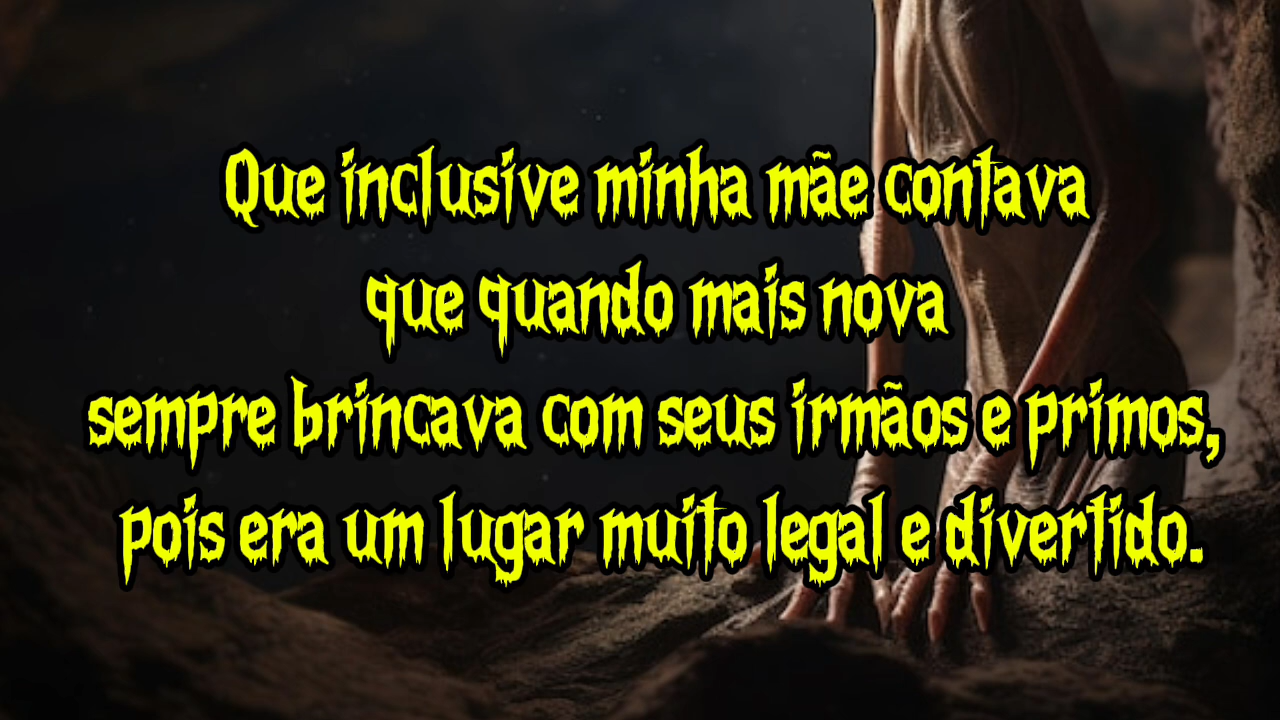 Que inclusive minha mãe contava
que quando mais nova
sempre brincava com seus irmãos e primos,
pois era um lugar muito legal e divertido.